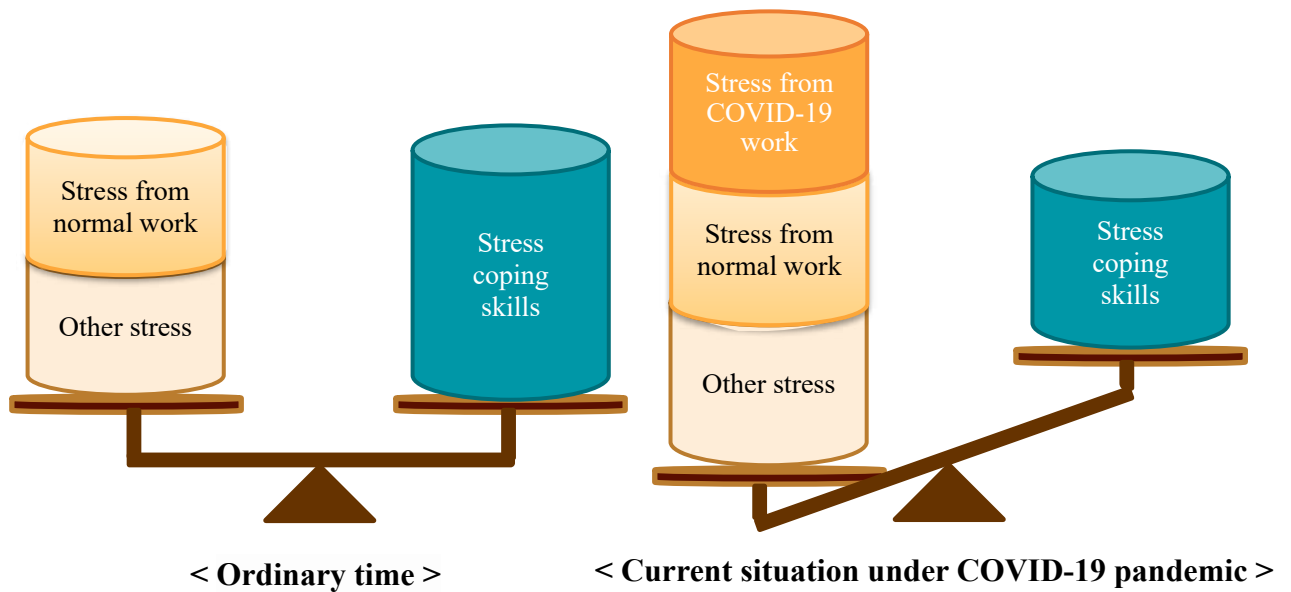 Stress from
normal work
Other stress
Stress
coping
skills
< Ordinary time >
Stress from
COVID-19
work
Stress from
normal work
Other stress
Stress
coping
skills
< Current situation under COVID-19 pandemic >